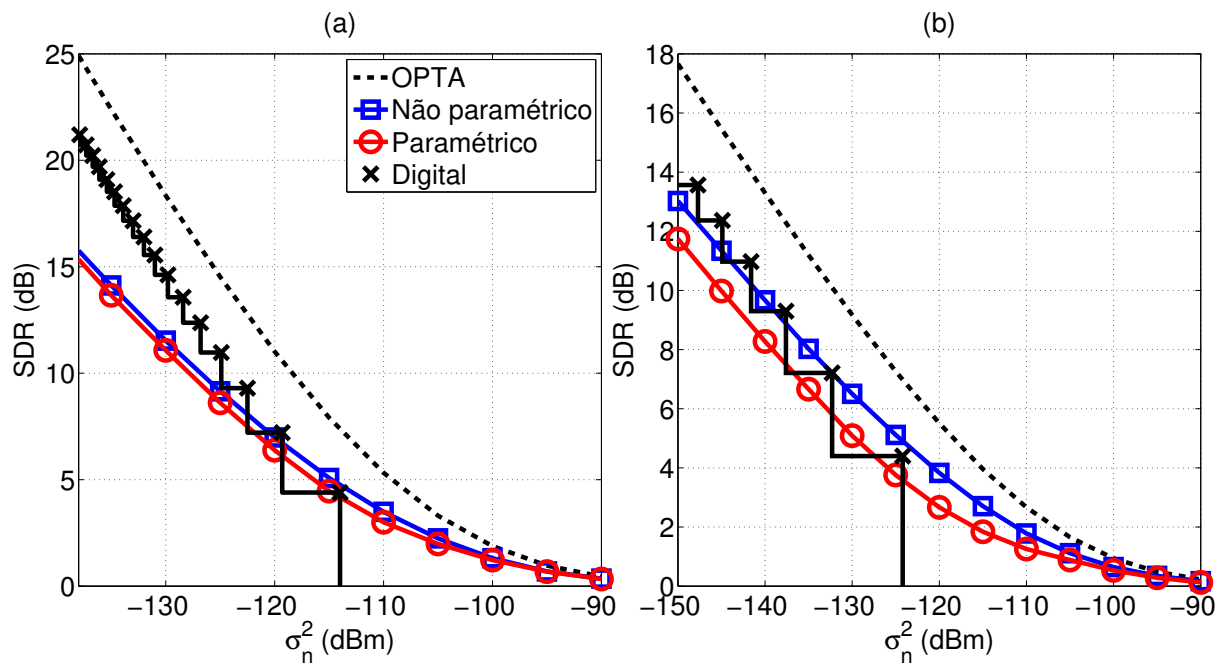 (a)
25
20
15
10
5
0
SDR (dB)
−130
−120
−110
−100
−90
σn² (dBm)
OPTA
Não paramétrico
Paramétrico
Digital
(b)
18
16
14
12
10
8
6
4
2
0
SDR (dB)
−150
−140
−130
−120
−110
−100
−90
σn² (dBm)